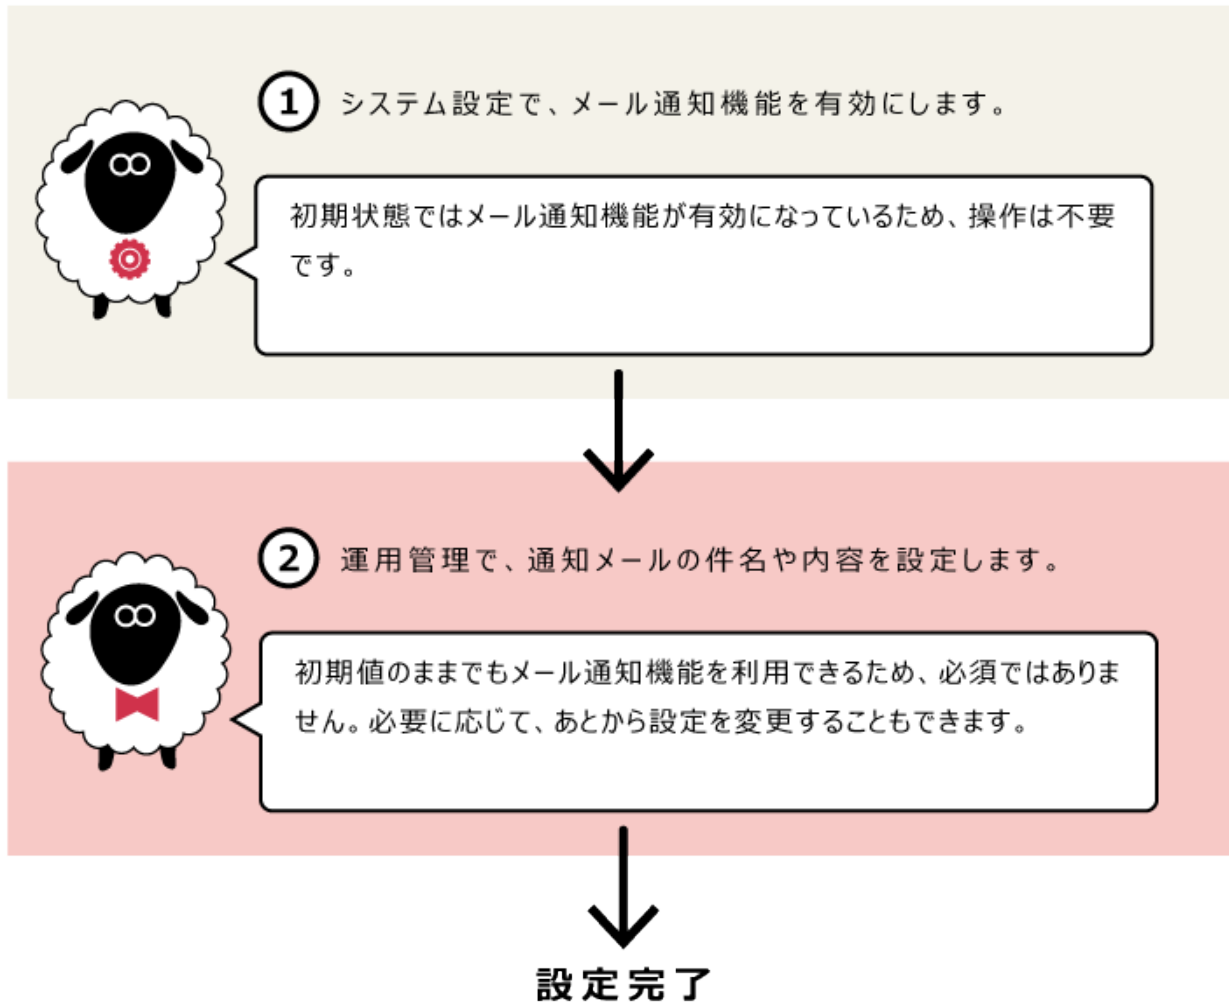 1 システム設定で、メール通知機能を有効にします。
初期状態ではメール通知機能が有効になっているため、操作は不要
です。
2 運用管理で、通知メールの件名や内容を設定します。
初期値のままでもメール通知機能を利用できるため、必須ではありま
せん。必要に応じて、あとから設定を変更することもできます。
設定完了